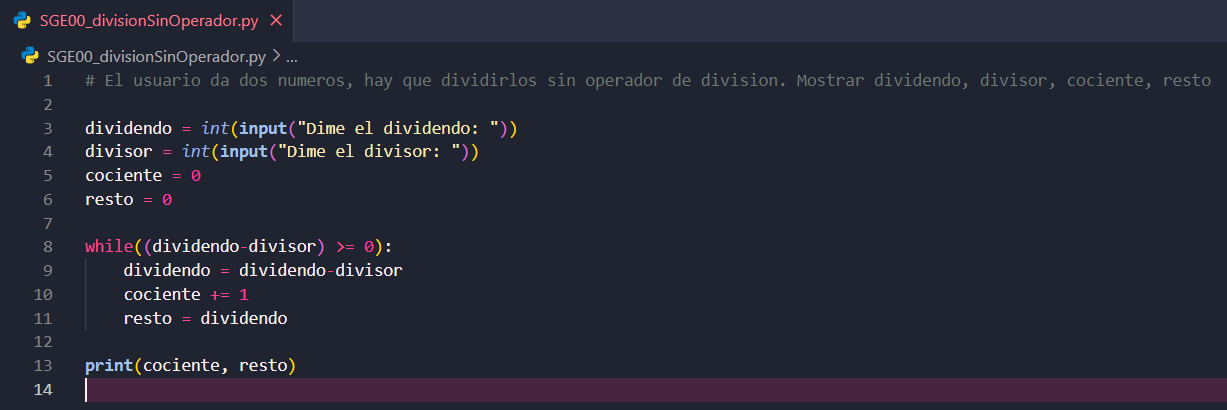 SGE00_divisionSinOperador.py ×
SGE00_divisionSinOperador.py > ...
1 # El usuario da dos numeros, hay que dividirlos sin operador de division. Mostrar dividendo, divisor, cociente, resto
2
3 dividendo = int(input("Dime el dividendo: "))
4 divisor = int(input("Dime el divisor: "))
5 cociente = 0
6 resto = 0
7
8 while((dividendo-divisor) >= 0):
9     dividendo = dividendo-divisor
10     cociente += 1
11     resto = dividendo
12
13 print(cociente, resto)
14